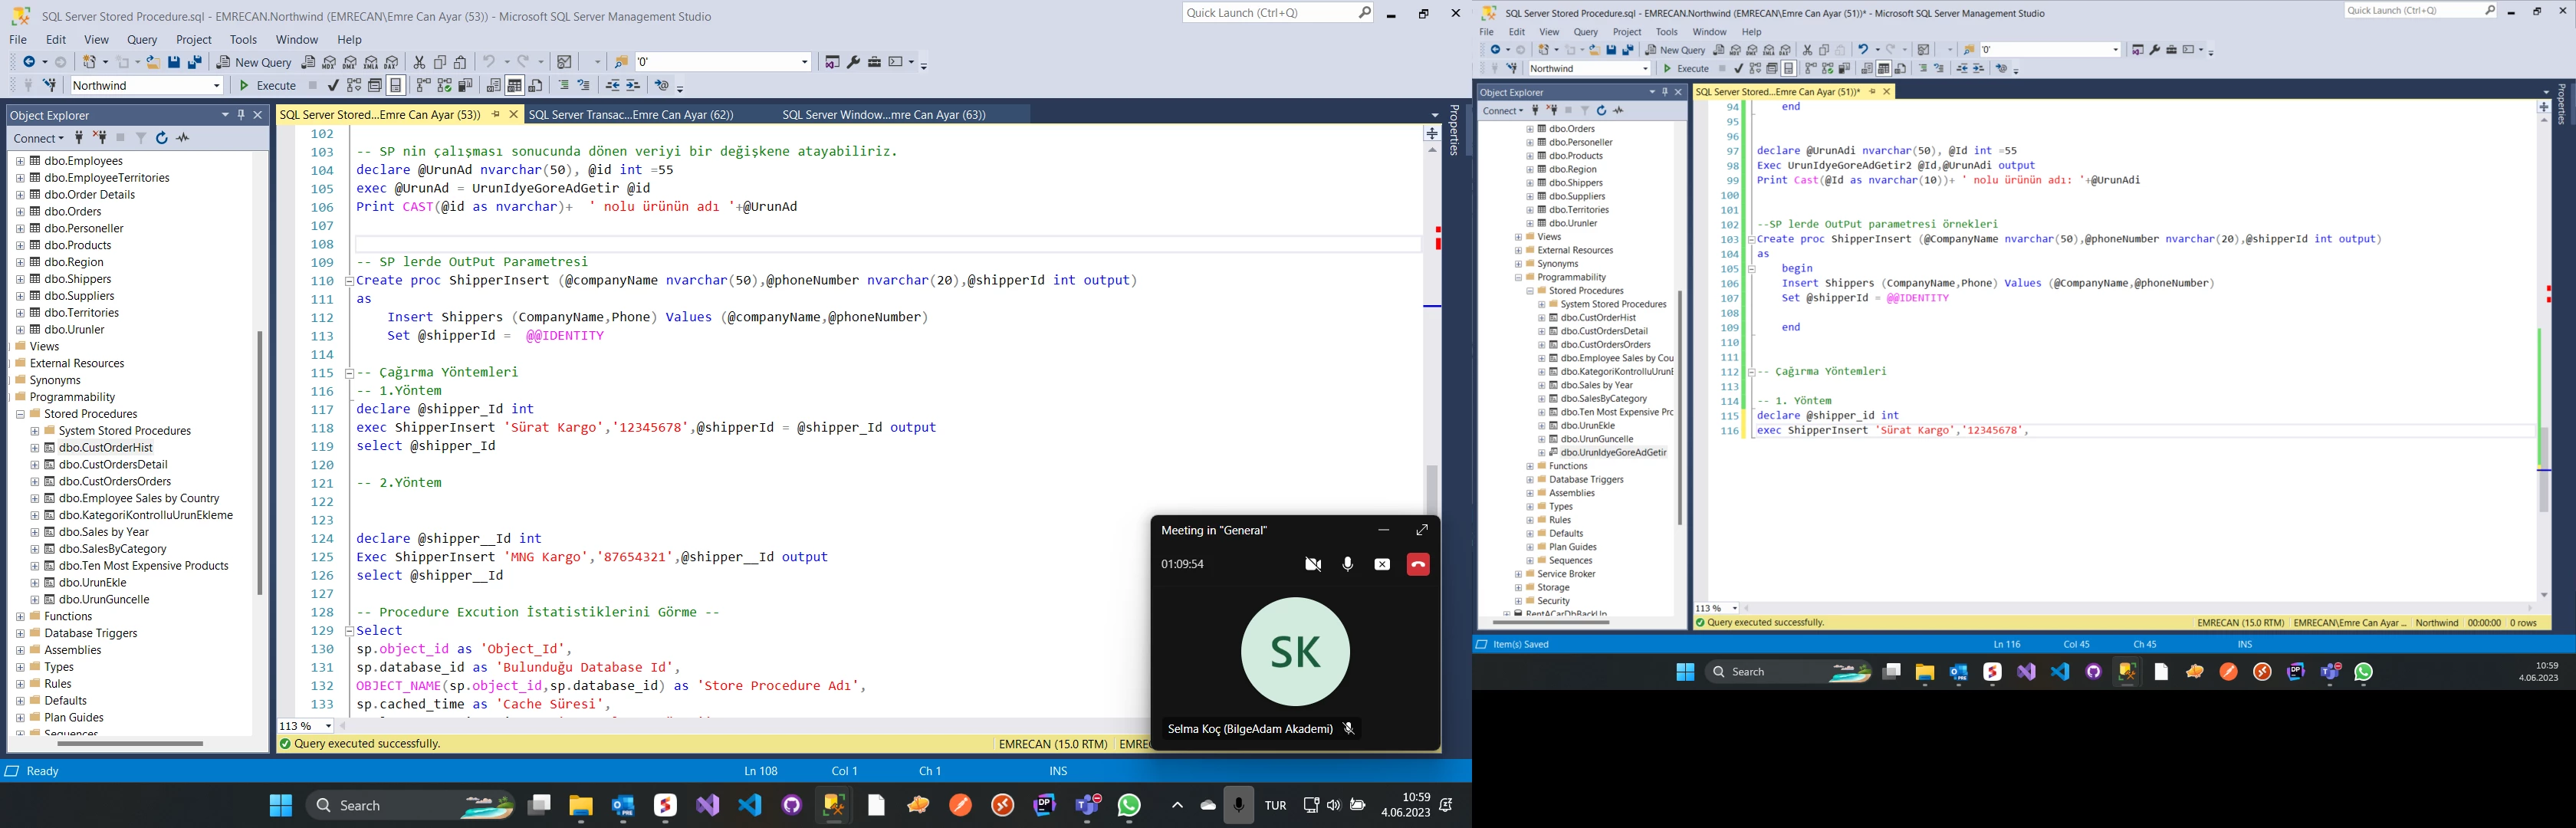 SQL Server Stored Procedure.sql - EMRECAN.Northwind (EMRECAN\Emre Can Ayar (53)) - Microsoft SQL Server Management Studio
Quick Launch (Ctrl+Q)
File Edit View Query Project Tools Window Help
New Query
'0'
Northwind
Execute
Object Explorer
Connect
dbo.Employees
dbo.EmployeeTerritories
dbo.Order Details
dbo.Orders
dbo.Personeller
dbo.Products
dbo.Region
dbo.Shippers
dbo.Suppliers
dbo.Territories
dbo.Urunler
Views
External Resources
Synonyms
Programmability
Stored Procedures
System Stored Procedures
dbo.CustOrderHist
dbo.CustOrdersDetail
dbo.CustOrdersOrders
dbo.Employee Sales by Country
dbo.KategoriKontrolluUrunEkleme
dbo.Sales by Year
dbo.SalesByCategory
dbo.Ten Most Expensive Products
dbo.UrunEkle
dbo.UrunGuncelle
Functions
Database Triggers
Assemblies
Types
Rules
Defaults
Plan Guides
Sequences
SQL Server Stored...Emre Can Ayar (53)) SQL Server Transac...Emre Can Ayar (62)) SQL Server Window...mre Can Ayar (63))
Properties
102
103 -- SP nin çalışması sonucunda dönen veriyi bir değişkene atayabiliriz.
104 declare @UrunAd nvarchar(50), @id int =55
105 exec @UrunAd = UrunIdyeGoreAdGetir @id
106 Print CAST(@id as nvarchar)+  ' nolu ürünün adı '+@UrunAd
107
108
109 -- SP lerde OutPut Parametresi
110 Create proc ShipperInsert (@companyName nvarchar(50),@phoneNumber nvarchar(20),@shipperId int output)
111 as
112 Insert Shippers (CompanyName,Phone) Values (@companyName,@phoneNumber)
113 Set @shipperId =  @@IDENTITY
114
115 -- Çağırma Yöntemleri
116 -- 1.Yöntem
117 declare @shipper_Id int
118 exec ShipperInsert 'Sürat Kargo','12345678',@shipperId = @shipper_Id output
119 select @shipper_Id
120
121 -- 2.Yöntem
122
123
124 declare @shipper__Id int
125 Exec ShipperInsert 'MNG Kargo','87654321',@shipper__Id output
126 select @shipper__Id
127
128 -- Procedure Excution İstatistiklerini Görme --
129 Select
130 sp.object_id as 'Object_Id',
131 sp.database_id as 'Bulunduğu Database Id',
132 OBJECT_NAME(sp.object_id,sp.database_id) as 'Store Procedure Adı',
133 sp.cached_time as 'Cache Süresi',
113 %
Query executed successfully. EMRECAN (15.0 RTM) EMREC
Meeting in "General"
01:09:54
SK
Selma Koç (BilgeAdam Akademi)
Ready Ln 108 Col 1 Ch 1 INS
Search
TUR
10:59
4.06.2023
SQL Server Stored Procedure.sql - EMRECAN.Northwind (EMRECAN\Emre Can Ayar (51))* - Microsoft SQL Server Management Studio
Quick Launch (Ctrl+Q)
File Edit View Query Project Tools Window Help
New Query
'0'
Northwind
Execute
Object Explorer
Connect
dbo.Orders
dbo.Personeller
dbo.Products
dbo.Region
dbo.Shippers
dbo.Suppliers
dbo.Territories
dbo.Urunler
Views
External Resources
Synonyms
Programmability
Stored Procedures
System Stored Procedures
dbo.CustOrderHist
dbo.CustOrdersDetail
dbo.CustOrdersOrders
dbo.Employee Sales by Cou
dbo.KategoriKontrolluUrunE
dbo.Sales by Year
dbo.SalesByCategory
dbo.Ten Most Expensive Prc
dbo.UrunEkle
dbo.UrunGuncelle
dbo.UrunIdyeGoreAdGetir
Functions
Database Triggers
Assemblies
Types
Rules
Defaults
Plan Guides
Sequences
Service Broker
Storage
Security
RentACarDbBackUp
SQL Server Stored...Emre Can Ayar (51))*
Properties
94 end
95
96
97 declare @UrunAdi nvarchar(50), @Id int =55
98 Exec UrunIdyeGoreAdGetir2 @Id,@UrunAdi output
99 Print Cast(@Id as nvarchar(10))+ ' nolu ürünün adı: '+@UrunAdi
100
101
102 --SP lerde OutPut parametresi örnekleri
103 Create proc ShipperInsert (@CompanyName nvarchar(50),@phoneNumber nvarchar(20),@shipperId int output)
104 as
105 begin
106 Insert Shippers (CompanyName,Phone) Values (@CompanyName,@phoneNumber)
107 Set @shipperId = @@IDENTITY
108
109 end
110
111
112 -- Çağırma Yöntemleri
113
114 -- 1. Yöntem
115 declare @shipper_id int
116 exec ShipperInsert 'Sürat Kargo','12345678',
113 %
Query executed successfully. EMRECAN (15.0 RTM) EMRECAN\Emre Can Ayar ... Northwind 00:00:00 0 rows
Item(s) Saved Ln 116 Col 45 Ch 45 INS
Search
10:59
4.06.2023